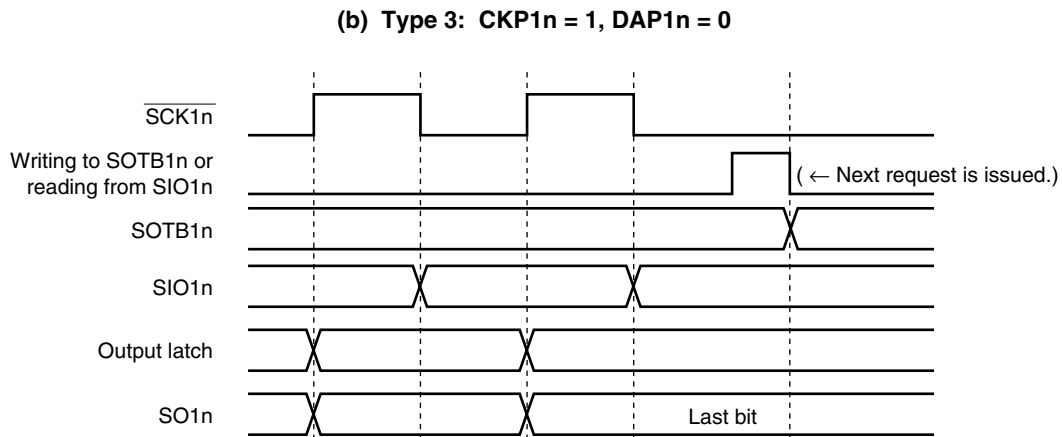 (b) Type 3: CKP1n = 1, DAP1n = 0
SCK1n
Writing to SOTB1n or
reading from SIO1n
( ← Next request is issued.)
SOTB1n
SIO1n
Output latch
SO1n
Last bit